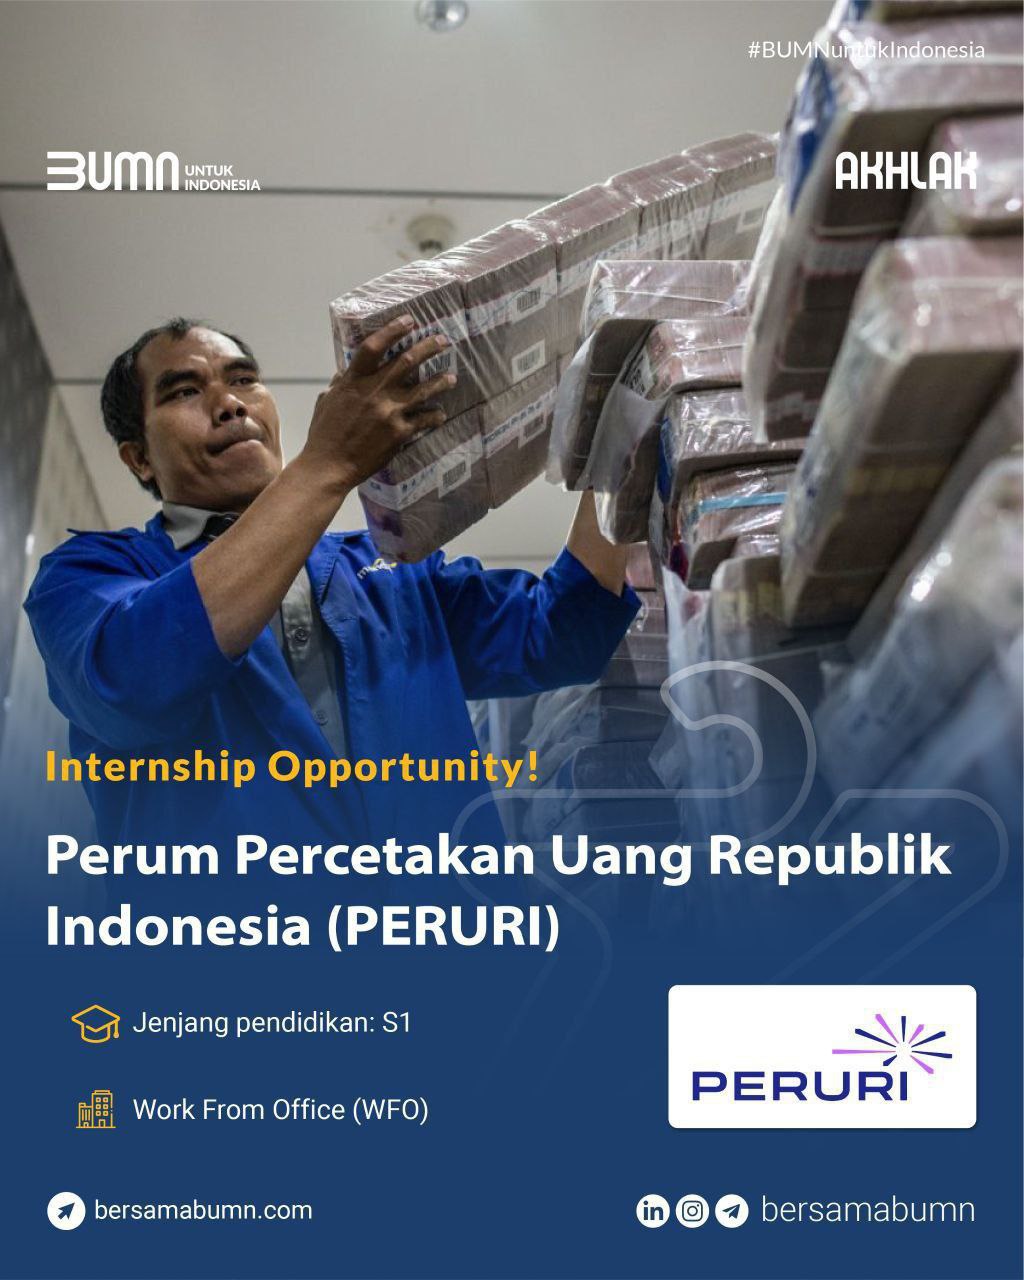 #BUMNuntukIndonesia
BUMN UNTUK
INDONESIA
AKHLAK
Internship Opportunity!
Perum Percetakan Uang Republik
Indonesia (PERURI)
Jenjang pendidikan: S1
PERURI
Work From Office (WFO)
bersamabumn.com
in
bersamabumn